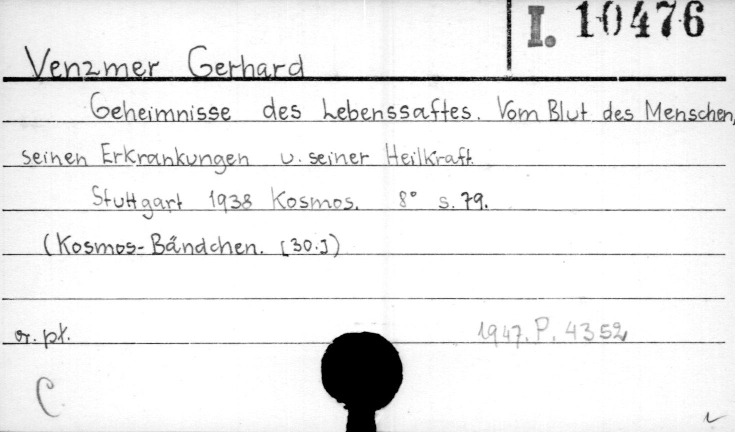 I. 10476
Venzmer Gerhard
Geheimnisse des Lebenssaftes. Vom Blut des Menschen,
seinen Erkrankungen u. seiner Heilkraft.
Stuttgart 1938 Kosmos. 8° s. 79.
(Kosmos-Bändchen. [30.])
or. pt.
1947. P. 4352
C